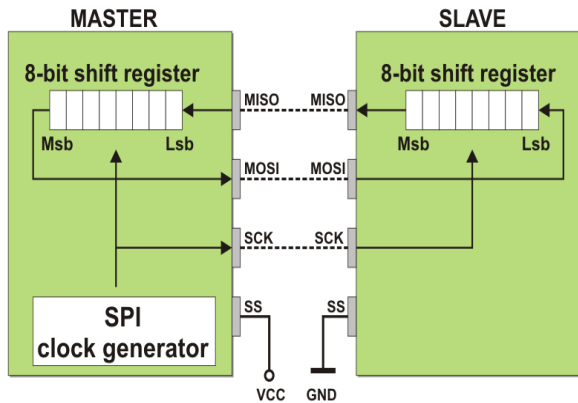 MASTER
SLAVE
8-bit shift register
8-bit shift register
MISO
MISO
Msb
Lsb
Msb
Lsb
MOSI
MOSI
SCK
SCK
SS
SS
SPI
clock generator
VCC
GND